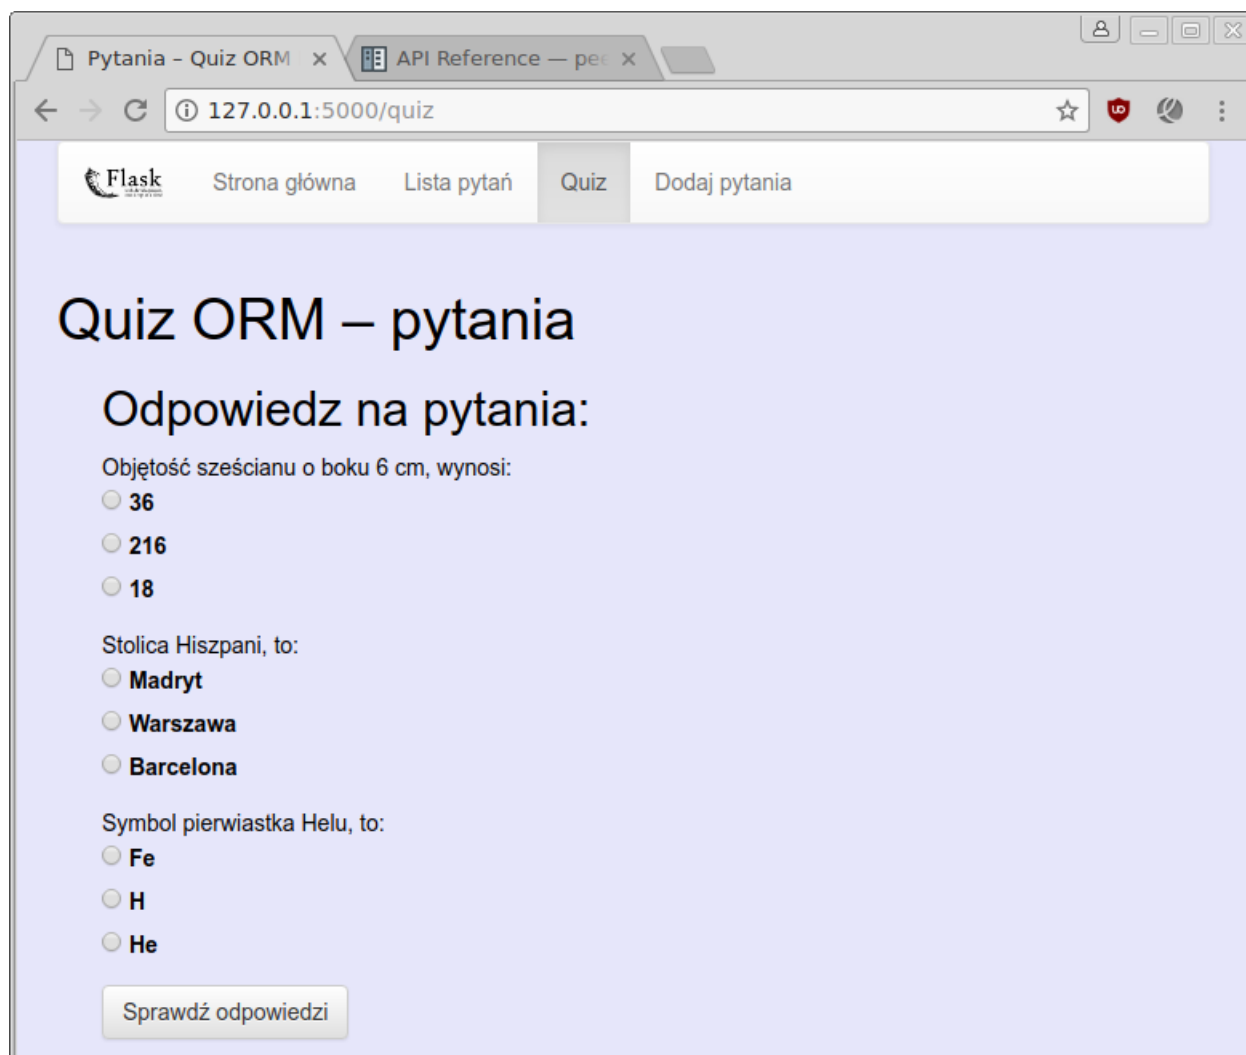 Pytania – Quiz ORM
API Reference — pee
127.0.0.1:5000/quiz
Flask Strona główna Lista pytań Quiz Dodaj pytania
Quiz ORM – pytania
Odpowiedz na pytania:
Objętość sześcianu o boku 6 cm, wynosi:
36
216
18
Stolica Hiszpani, to:
Madryt
Warszawa
Barcelona
Symbol pierwiastka Helu, to:
Fe
H
He
Sprawdź odpowiedzi